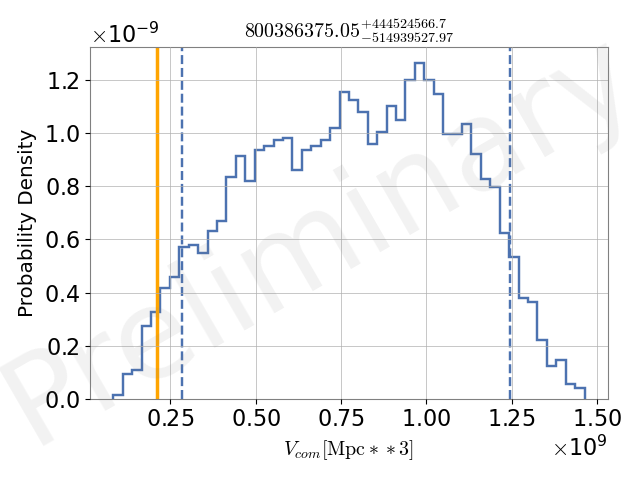 ×10⁻⁹
800386375.05⁺⁴⁴⁴⁵²⁴⁵⁶⁶·⁷₋₅₁₄₉₃₉₅₂₇.₉₇
1.2
1.0
0.8
0.6
0.4
0.2
0.0
Probability Density
Preliminary
0.25 0.50 0.75 1.00 1.25 1.50
×10⁹
V_com[Mpc * *3]